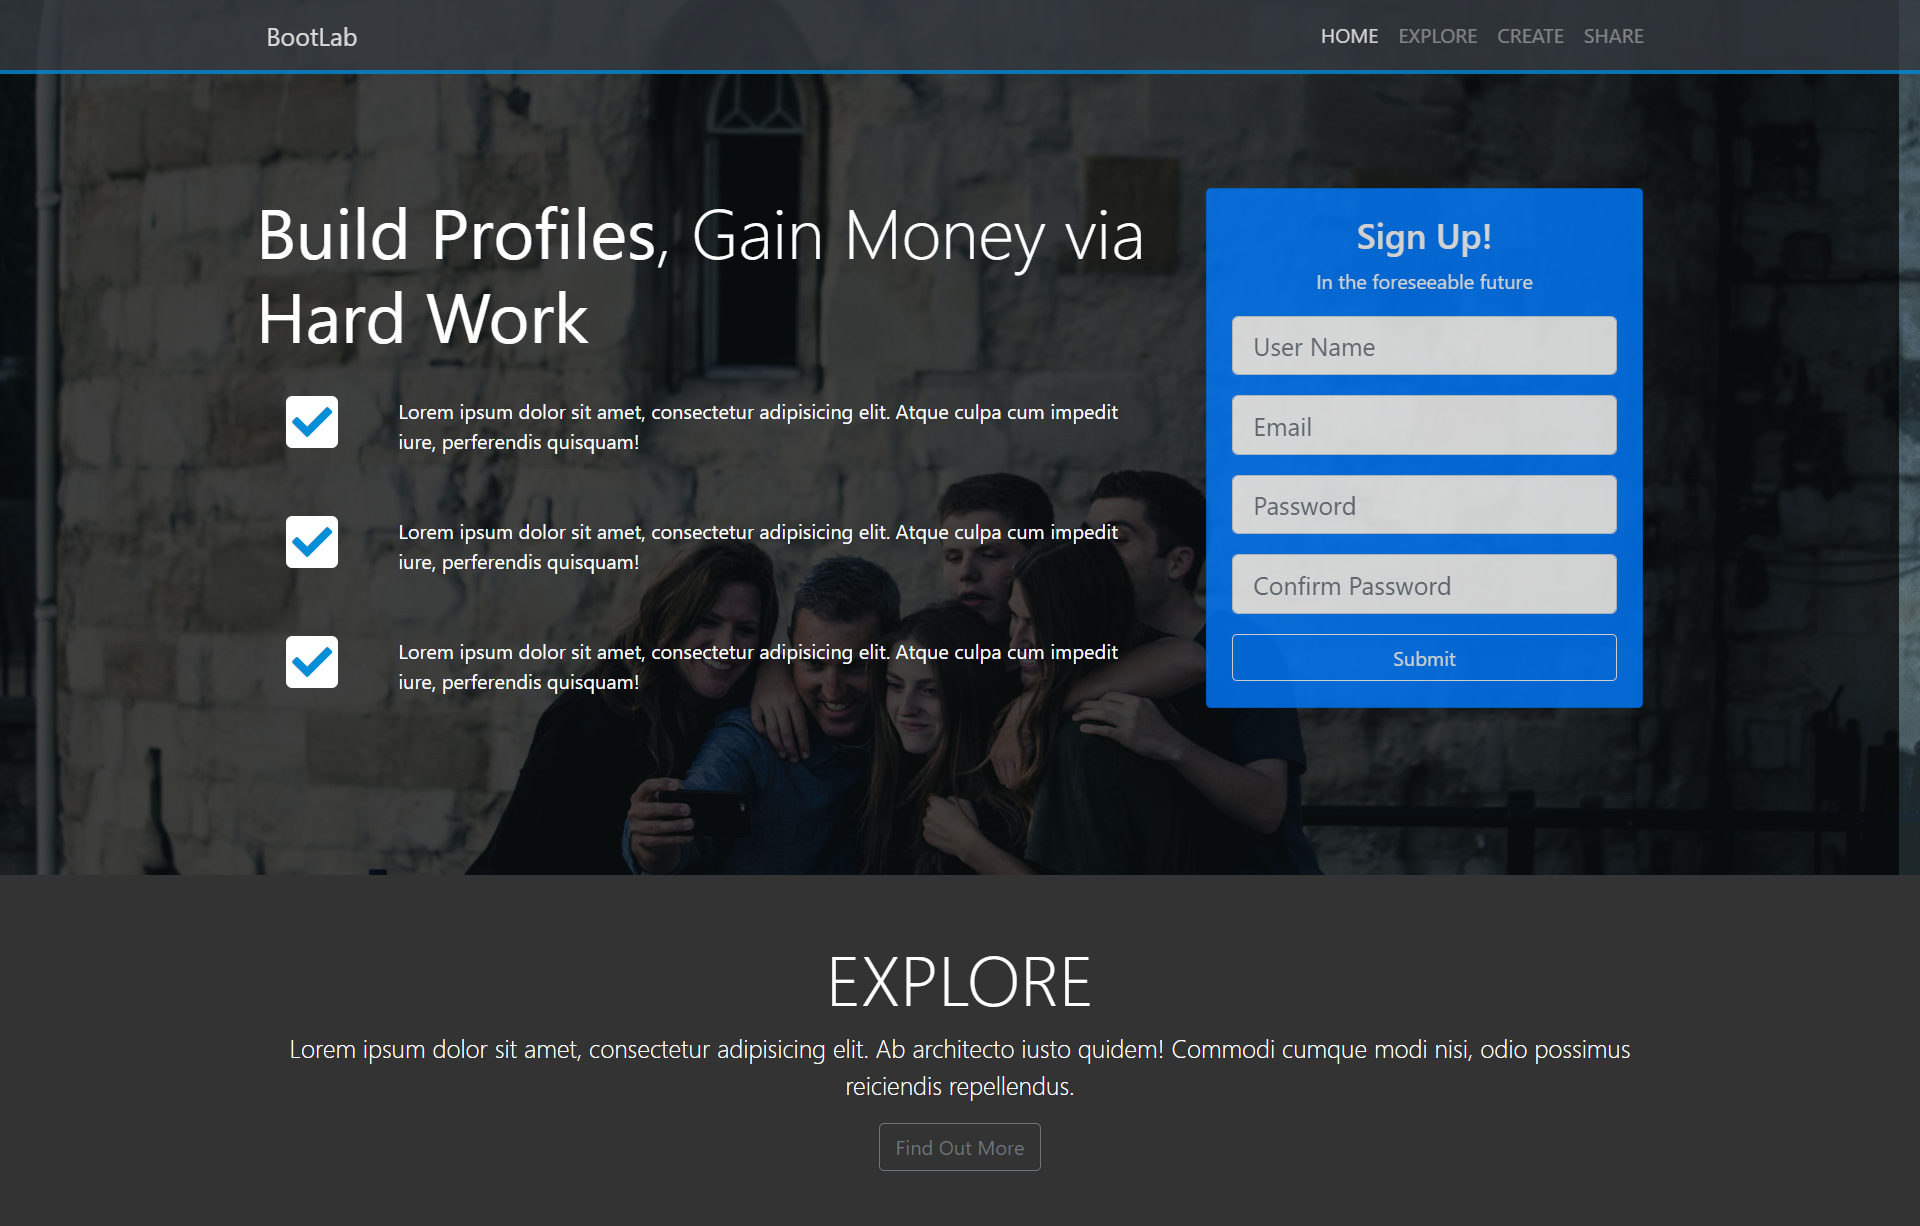 BootLab
HOME EXPLORE CREATE SHARE
Build Profiles, Gain Money via
Hard Work
Lorem ipsum dolor sit amet, consectetur adipisicing elit. Atque culpa cum impedit
iure, perferendis quisquam!
Lorem ipsum dolor sit amet, consectetur adipisicing elit. Atque culpa cum impedit
iure, perferendis quisquam!
Lorem ipsum dolor sit amet, consectetur adipisicing elit. Atque culpa cum impedit
iure, perferendis quisquam!
Sign Up!
In the foreseeable future
User Name
Email
Password
Confirm Password
Submit
EXPLORE
Lorem ipsum dolor sit amet, consectetur adipisicing elit. Ab architecto iusto quidem! Commodi cumque modi nisi, odio possimus
reiciendis repellendus.
Find Out More